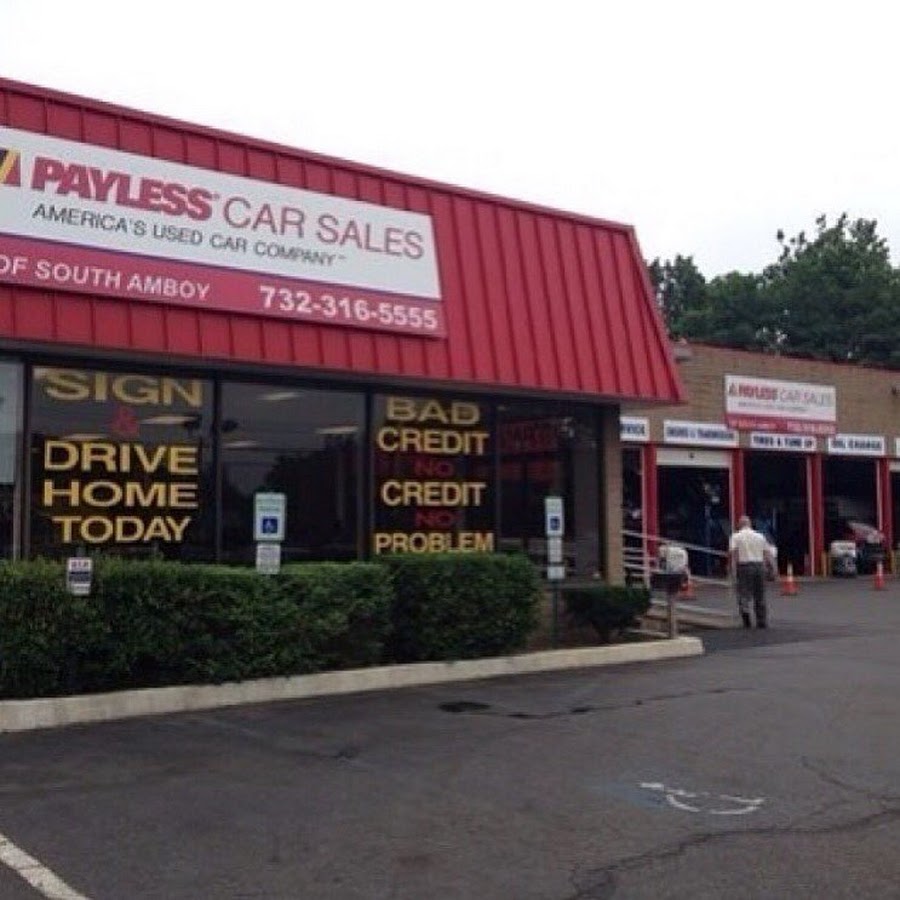 PAYLESS® CAR SALES
AMERICA'S USED CAR COMPANY™
OF SOUTH AMBOY 732-316-5555
SIGN
&
DRIVE
HOME
TODAY
BAD
CREDIT
NO
CREDIT
NO
PROBLEM
PAYLESS CAR SALES
TIRES & TUNE UP
OIL CHANGE